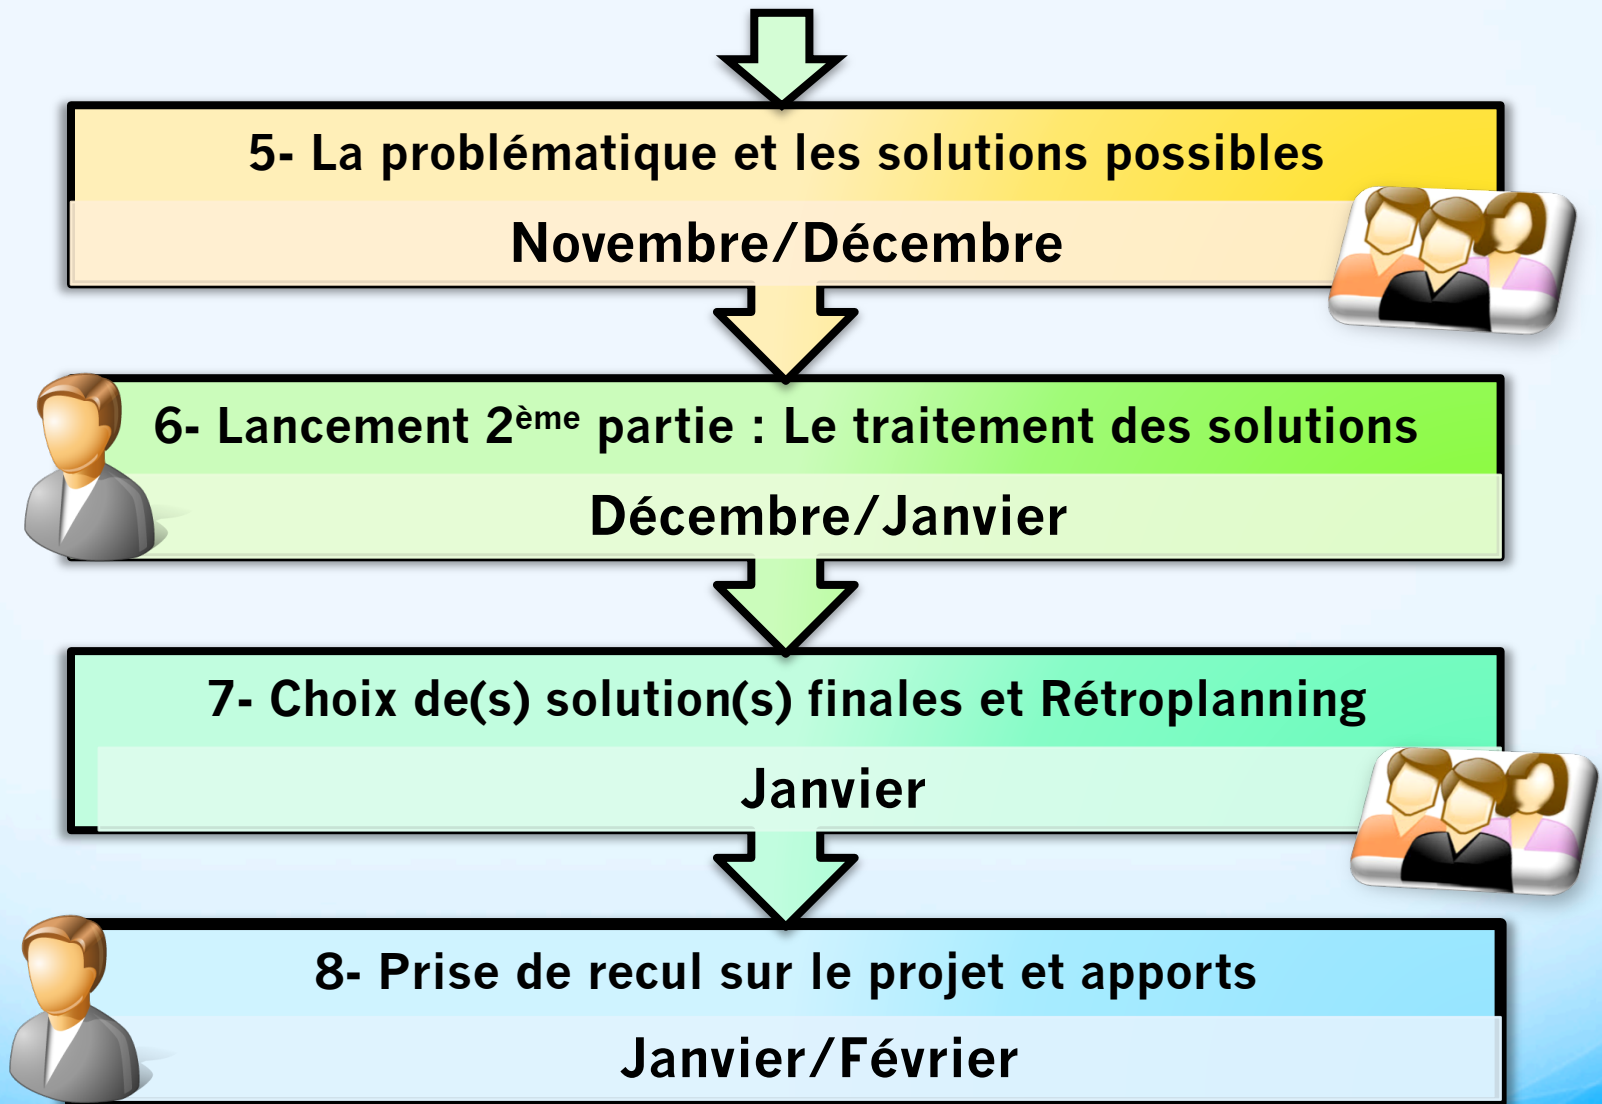 5- La problématique et les solutions possibles
Novembre/Décembre
6- Lancement 2ème partie : Le traitement des solutions
Décembre/Janvier
7- Choix de(s) solution(s) finales et Rétroplanning
Janvier
8- Prise de recul sur le projet et apports
Janvier/Février